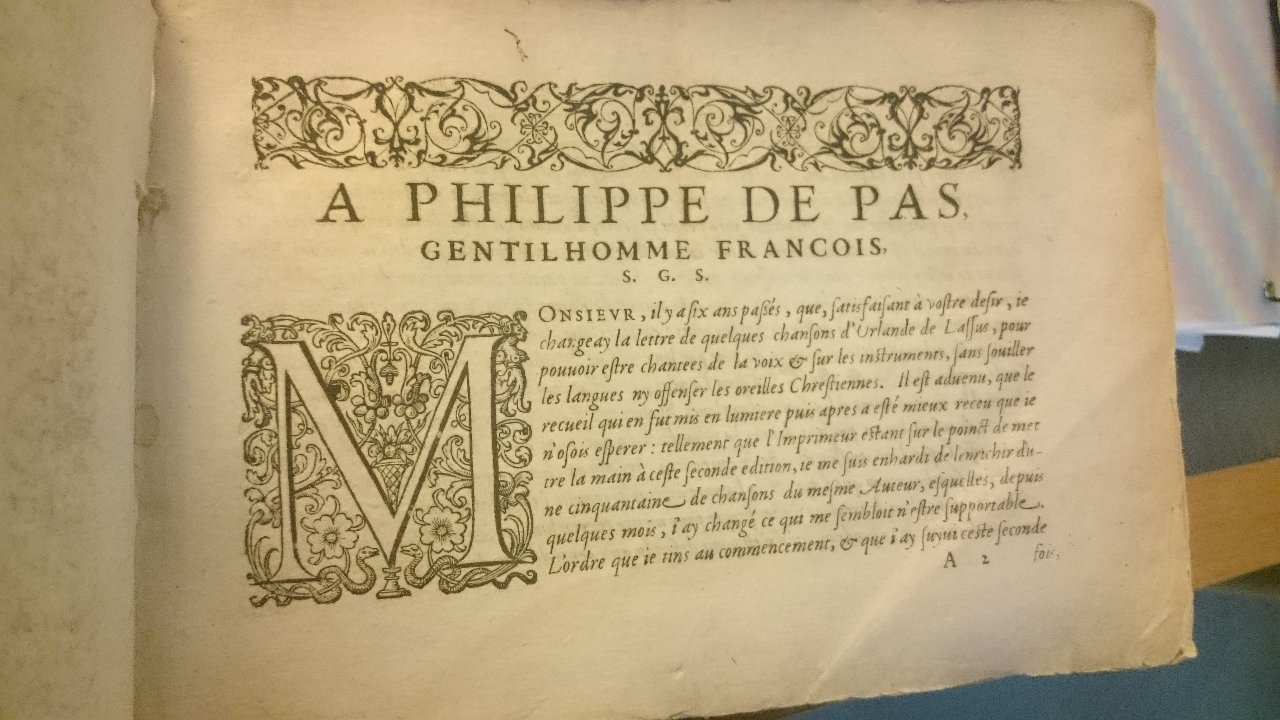 A PHILIPPE DE PAS,
GENTILHOMME FRANCOIS,
S. G. S.
MONSIEVR, il y a six ans passés, que, satisfaisant à vostre desir, ie
changeay la lettre de quelques chansons d'Orlande de Lassus, pour
pouuoir estre chantees de la voix & sur les instruments, sans souiller
les langues ny offenser les oreilles Chrestiennes. Il est aduenu, que le
recueil qui en fut mis en lumiere puis apres a esté mieux receu que ie
n'osois esperer : tellement que l'Imprimeur estant sur le poinct de met
tre la main à ceste seconde edition, ie me suis enhardi de lenrichir d'u-
ne cinquantaine de chansons du mesme Auteur, esquelles, depuis
quelques mois, i'ay changé ce qui me sembloit n'estre supportable.
L'ordre que ie tins au commencement, & que i'ay suyui ceste seconde
A 2 fois,